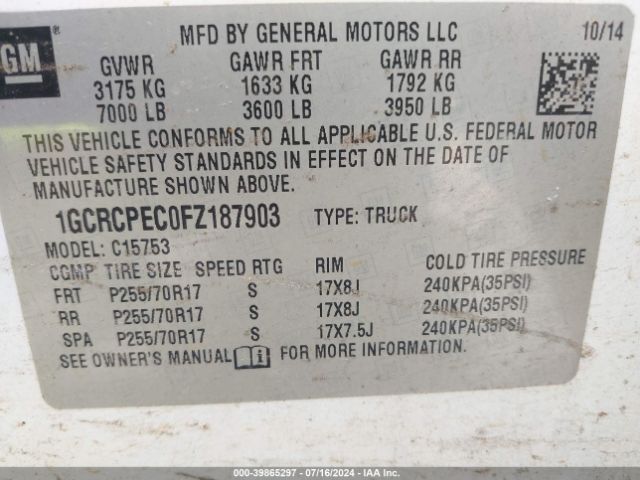 GM
MFD BY GENERAL MOTORS LLC 10/14
GVWR GAWR FRT GAWR RR
3175 KG 1633 KG 1792 KG
7000 LB 3600 LB 3950 LB
THIS VEHICLE CONFORMS TO ALL APPLICABLE U.S. FEDERAL MOTOR
VEHICLE SAFETY STANDARDS IN EFFECT ON THE DATE OF
MANUFACTURE SHOWN ABOVE.
1GCRCPEC0FZ187903 TYPE: TRUCK
MODEL: C15753
COMP TIRE SIZE SPEED RTG RIM COLD TIRE PRESSURE
FRT P255/70R17 S 17X8J 240KPA(35PSI)
RR P255/70R17 S 17X8J 240KPA(35PSI)
SPA P255/70R17 S 17X7.5J 240KPA(35PSI)
SEE OWNER'S MANUAL FOR MORE INFORMATION.
000-39865297 - 07/16/2024 - IAA Inc.